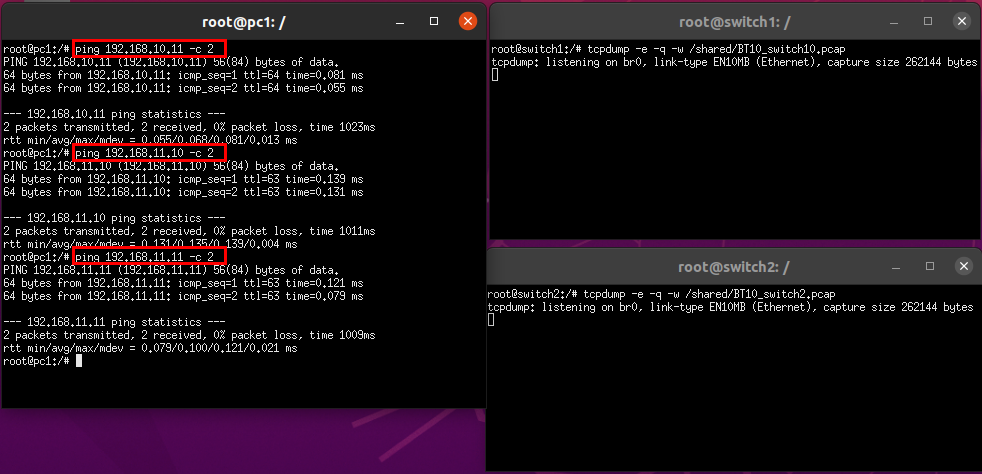 root@pc1: /
root@pc1:/# ping 192.168.10.11 -c 2
PING 192.168.10.11 (192.168.10.11) 56(84) bytes of data.
64 bytes from 192.168.10.11: icmp_seq=1 ttl=64 time=0.081 ms
64 bytes from 192.168.10.11: icmp_seq=2 ttl=64 time=0.055 ms
--- 192.168.10.11 ping statistics ---
2 packets transmitted, 2 received, 0% packet loss, time 1023ms
rtt min/avg/max/mdev = 0.055/0.068/0.081/0.013 ms
root@pc1:/# ping 192.168.11.10 -c 2
PING 192.168.11.10 (192.168.11.10) 56(84) bytes of data.
64 bytes from 192.168.11.10: icmp_seq=1 ttl=63 time=0.139 ms
64 bytes from 192.168.11.10: icmp_seq=2 ttl=63 time=0.131 ms
--- 192.168.11.10 ping statistics ---
2 packets transmitted, 2 received, 0% packet loss, time 1011ms
rtt min/avg/max/mdev = 0.131/0.135/0.139/0.004 ms
root@pc1:/# ping 192.168.11.11 -c 2
PING 192.168.11.11 (192.168.11.11) 56(84) bytes of data.
64 bytes from 192.168.11.11: icmp_seq=1 ttl=63 time=0.121 ms
64 bytes from 192.168.11.11: icmp_seq=2 ttl=63 time=0.079 ms
--- 192.168.11.11 ping statistics ---
2 packets transmitted, 2 received, 0% packet loss, time 1009ms
rtt min/avg/max/mdev = 0.079/0.100/0.121/0.021 ms
root@pc1:/#
root@switch1: /
root@switch1:/# tcpdump -e -q -w /shared/BT10_switch10.pcap
tcpdump: listening on br0, link-type EN10MB (Ethernet), capture size 262144 bytes
root@switch2: /
root@switch2:/# tcpdump -e -q -w /shared/BT10_switch2.pcap
tcpdump: listening on br0, link-type EN10MB (Ethernet), capture size 262144 bytes